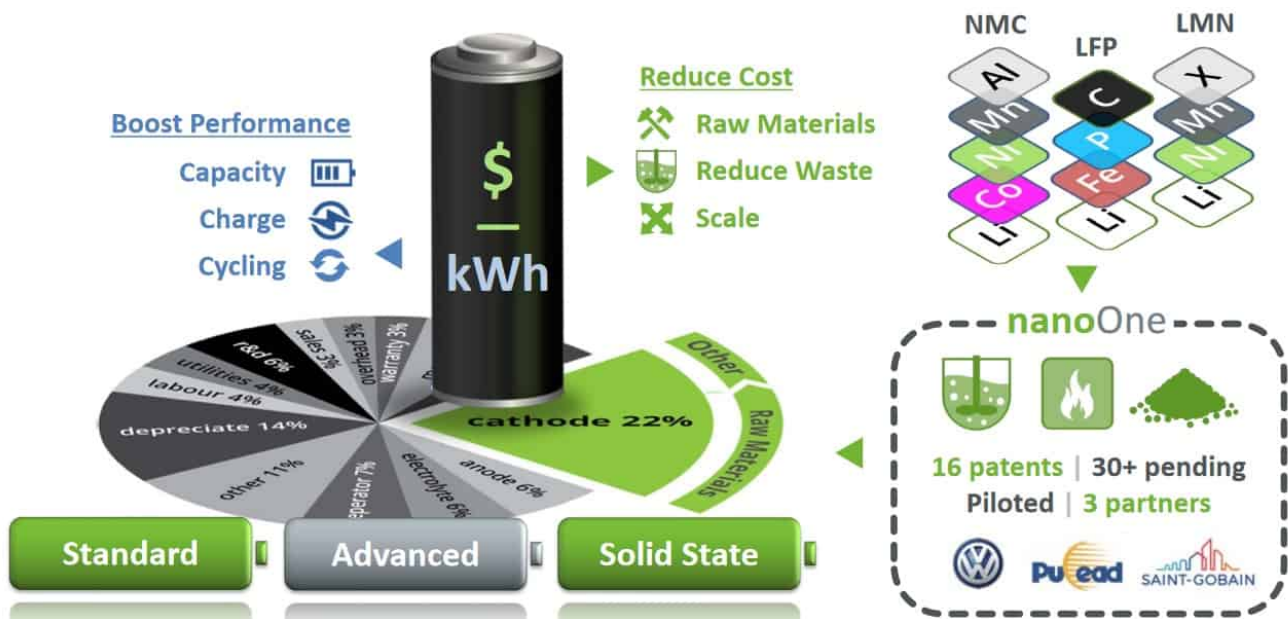 NMC
LFP
LMN
Al
Mn
Ni
Co
Li
C
P
Fe
Li
X
Mn
Ni
Li
Boost Performance
Capacity
Charge
Cycling
$
kWh
Reduce Cost
Raw Materials
Reduce Waste
Scale
r&d 6%
sales 3%
overhead 3%
warranty 3%
utilities 4%
labour 4%
depreciate 14%
other 11%
eperator 7%
electrolyte 6%
anode 6%
cathode 22%
Other
Raw Materials
nanoOne
16 patents | 30+ pending
Piloted | 3 partners
VW
Pulead
SAINT-GOBAIN
Standard
Advanced
Solid State